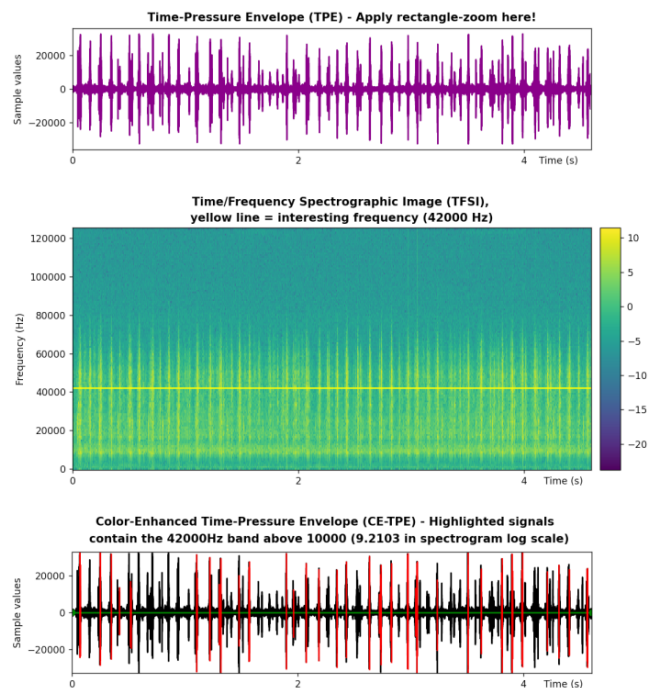 Time-Pressure Envelope (TPE) - Apply rectangle-zoom here!
20000
0
−20000
Sample values
0
2
4
Time (s)
Time/Frequency Spectrographic Image (TFSI),
yellow line = interesting frequency (42000 Hz)
120000
100000
80000
60000
40000
20000
0
Frequency (Hz)
0
2
4
Time (s)
10
5
0
−5
−10
−15
−20
Color-Enhanced Time-Pressure Envelope (CE-TPE) - Highlighted signals
contain the 42000Hz band above 10000 (9.2103 in spectrogram log scale)
20000
0
−20000
Sample values
0
2
4
Time (s)